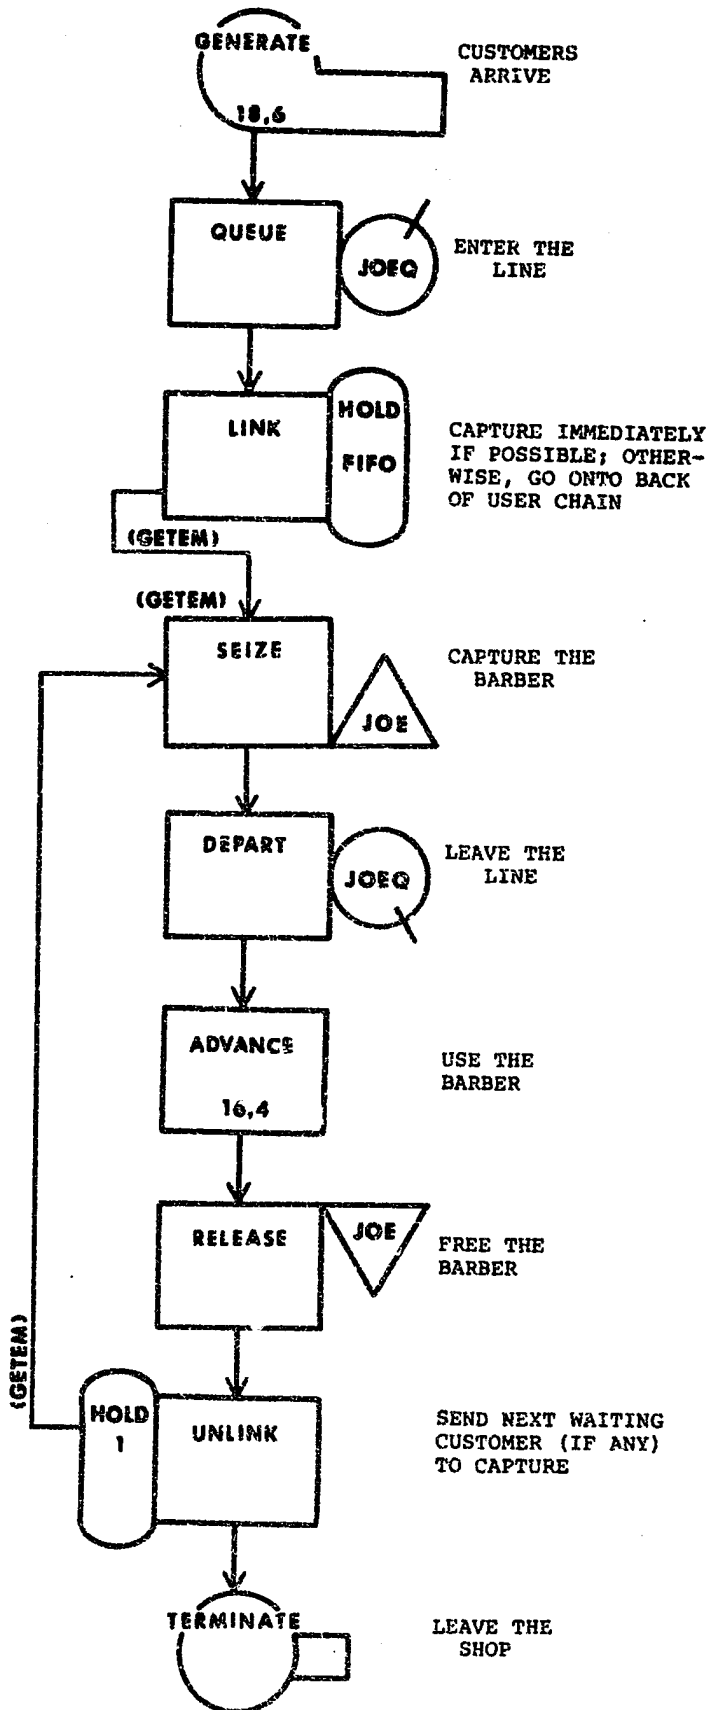 GENERATE
CUSTOMERS
ARRIVE
18,6
QUEUE
JOEQ
ENTER THE
LINE
LINK
HOLD
FIFO
CAPTURE IMMEDIATELY
IF POSSIBLE; OTHER-
WISE, GO ONTO BACK
OF USER CHAIN
(GETEM)
(GETEM)
SEIZE
JOE
CAPTURE THE
BARBER
DEPART
JOEQ
LEAVE THE
LINE
ADVANCE
16,4
USE THE
BARBER
RELEASE
JOE
FREE THE
BARBER
(GETEM)
HOLD
1
UNLINK
SEND NEXT WAITING
CUSTOMER (IF ANY)
TO CAPTURE
TERMINATE
LEAVE THE
SHOP